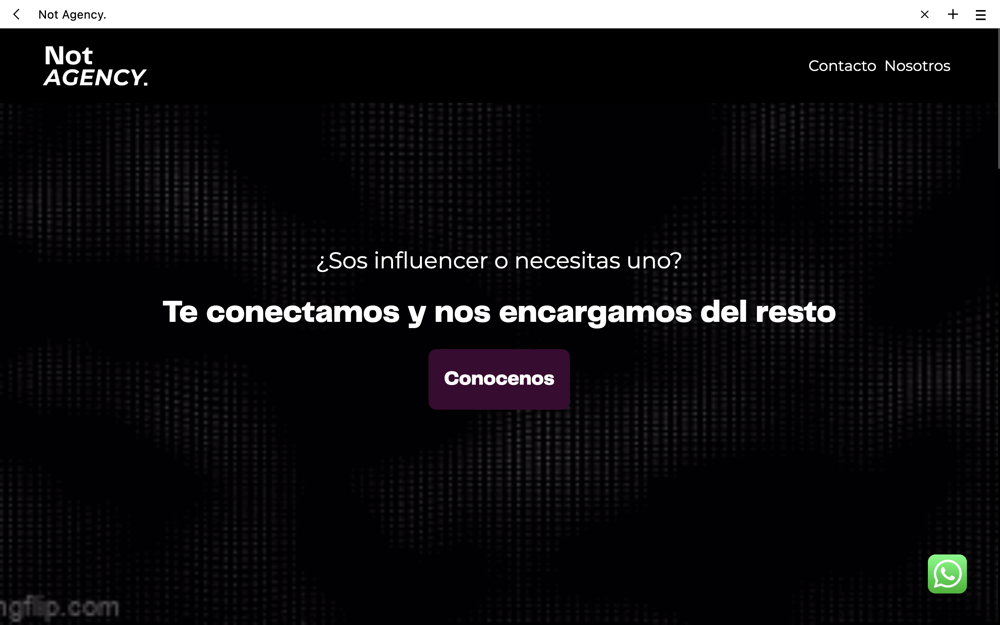 Not Agency.
Not
AGENCY.
Contacto Nosotros
¿Sos influencer o necesitas uno?
Te conectamos y nos encargamos del resto
Conocenos
ngflip.com